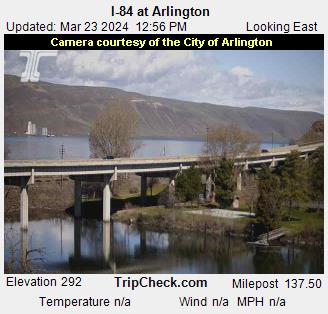 I-84 at Arlington
Updated: Mar 23 2024 12:56 PM Looking East
Camera courtesy of the City of Arlington
Elevation 292 TripCheck.com Milepost 137.50
Temperature n/a Wind n/a MPH n/a